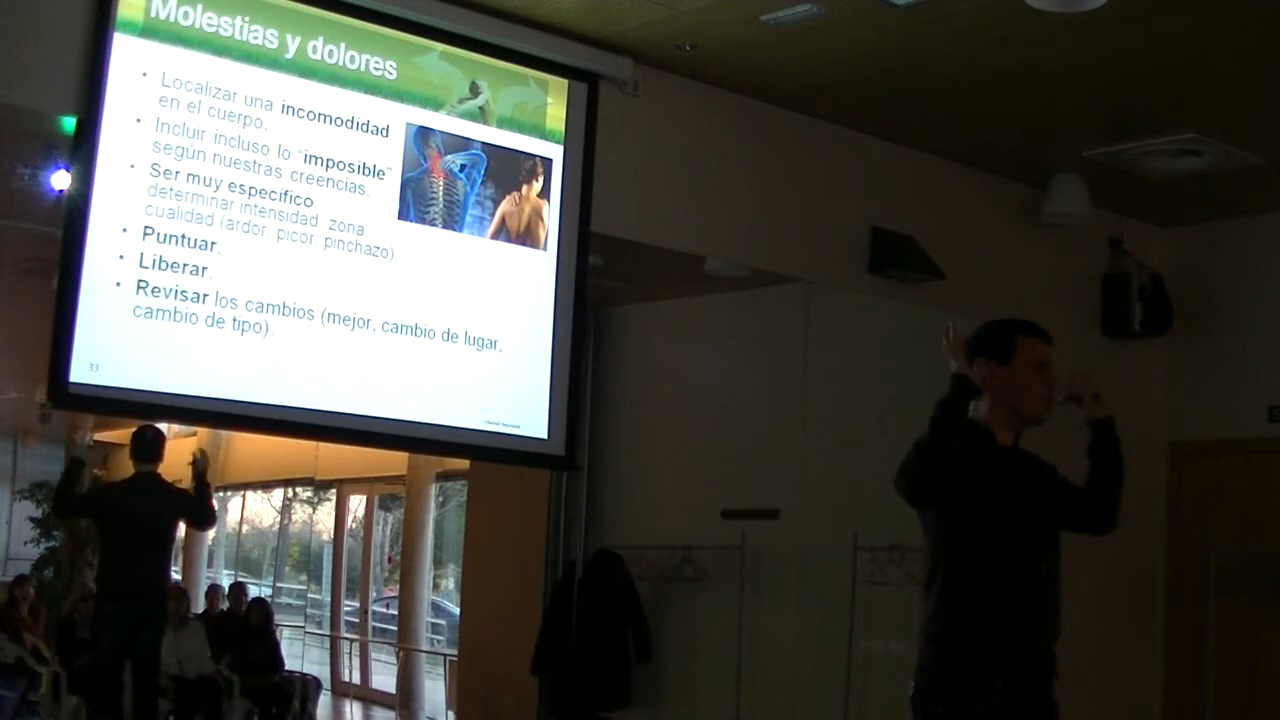 Molestias y dolores
• Localizar una incomodidad
en el cuerpo.
• Incluir incluso lo "imposible"
según nuestras creencias.
• Ser muy específico
determinar intensidad, zona
cualidad (ardor, picor, pinchazo)
• Puntuar.
• Liberar.
• Revisar los cambios (mejor, cambio de lugar,
cambio de tipo).
33